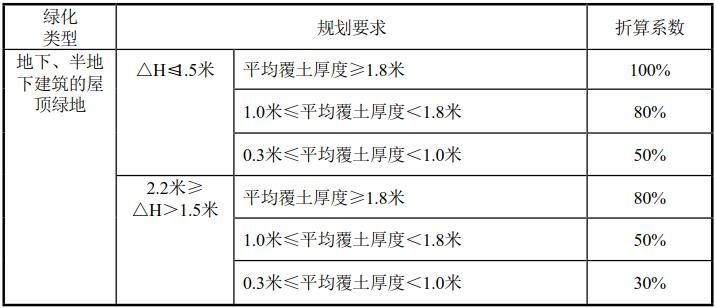 绿化
类型
规划要求
折算系数
地下、半地
下建筑的屋
顶绿地
△H≤1.5米
平均覆土厚度≥1.8米
100%
1.0米≤平均覆土厚度<1.8米
80%
0.3米≤平均覆土厚度<1.0米
50%
2.2米≥
△H>1.5米
平均覆土厚度≥1.8米
80%
1.0米≤平均覆土厚度<1.8米
50%
0.3米≤平均覆土厚度<1.0米
30%